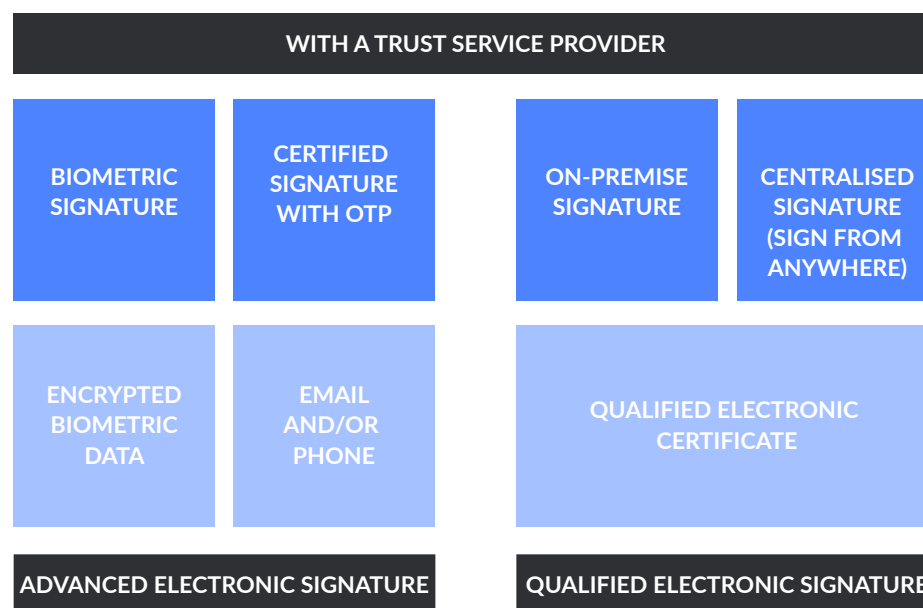 WITH A TRUST SERVICE PROVIDER
BIOMETRIC
SIGNATURE
CERTIFIED
SIGNATURE
WITH OTP
ON-PREMISE
SIGNATURE
CENTRALISED
SIGNATURE
(SIGN FROM
ANYWHERE)
ENCRYPTED
BIOMETRIC
DATA
EMAIL
AND/OR
PHONE
QUALIFIED ELECTRONIC
CERTIFICATE
ADVANCED ELECTRONIC SIGNATURE
QUALIFIED ELECTRONIC SIGNATURE